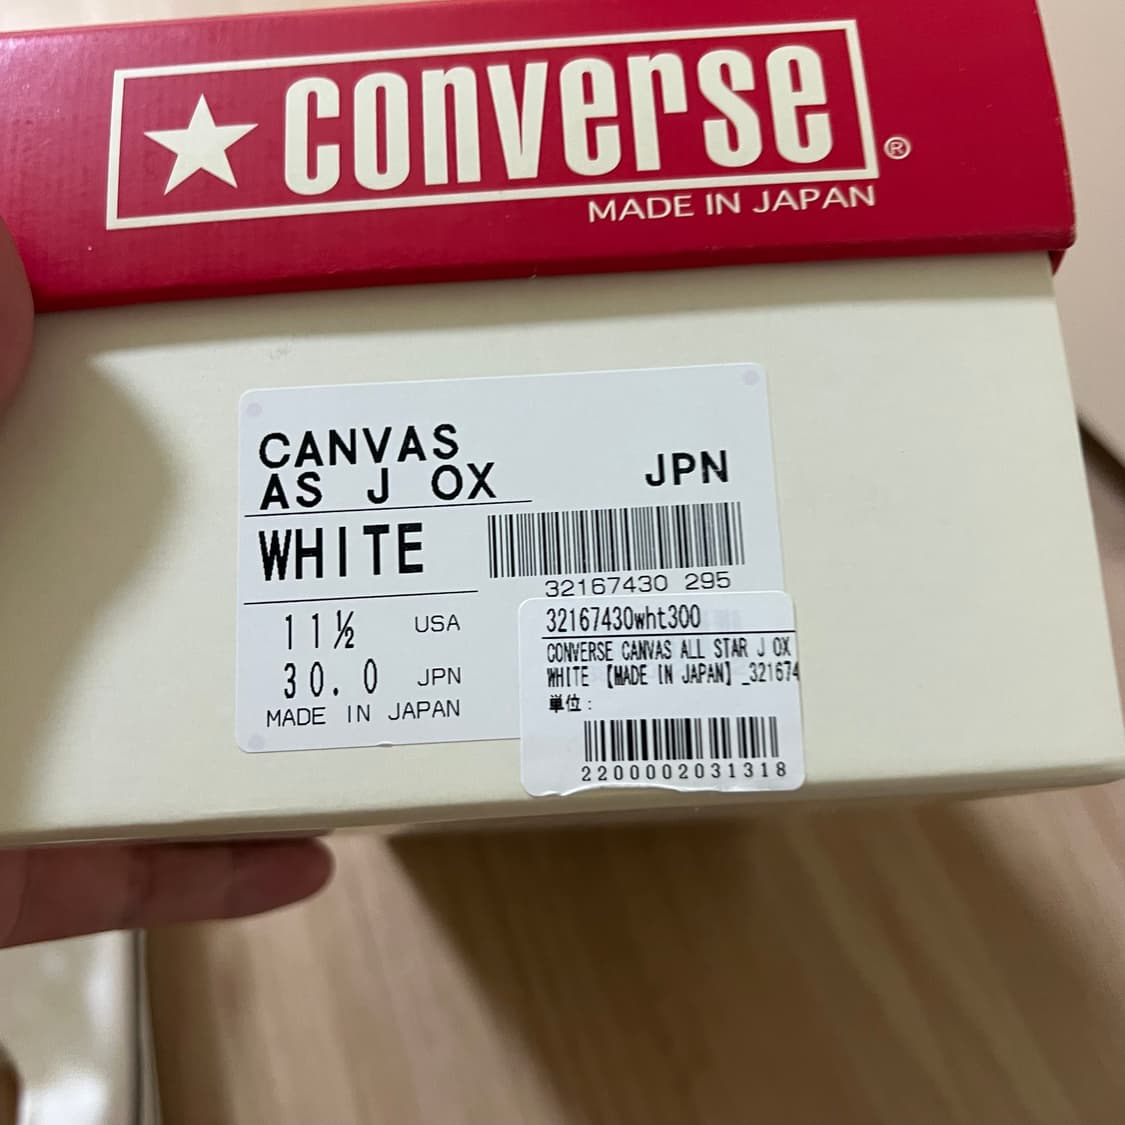 converse ®
MADE IN JAPAN
CANVAS
AS J OX
JPN
WHITE
32167430 295
11½ USA
30.0 JPN
MADE IN JAPAN
32167430wht300
CONVERSE CANVAS ALL STAR J OX
WHITE 【MADE IN JAPAN】_321674
単位:
2200002031318